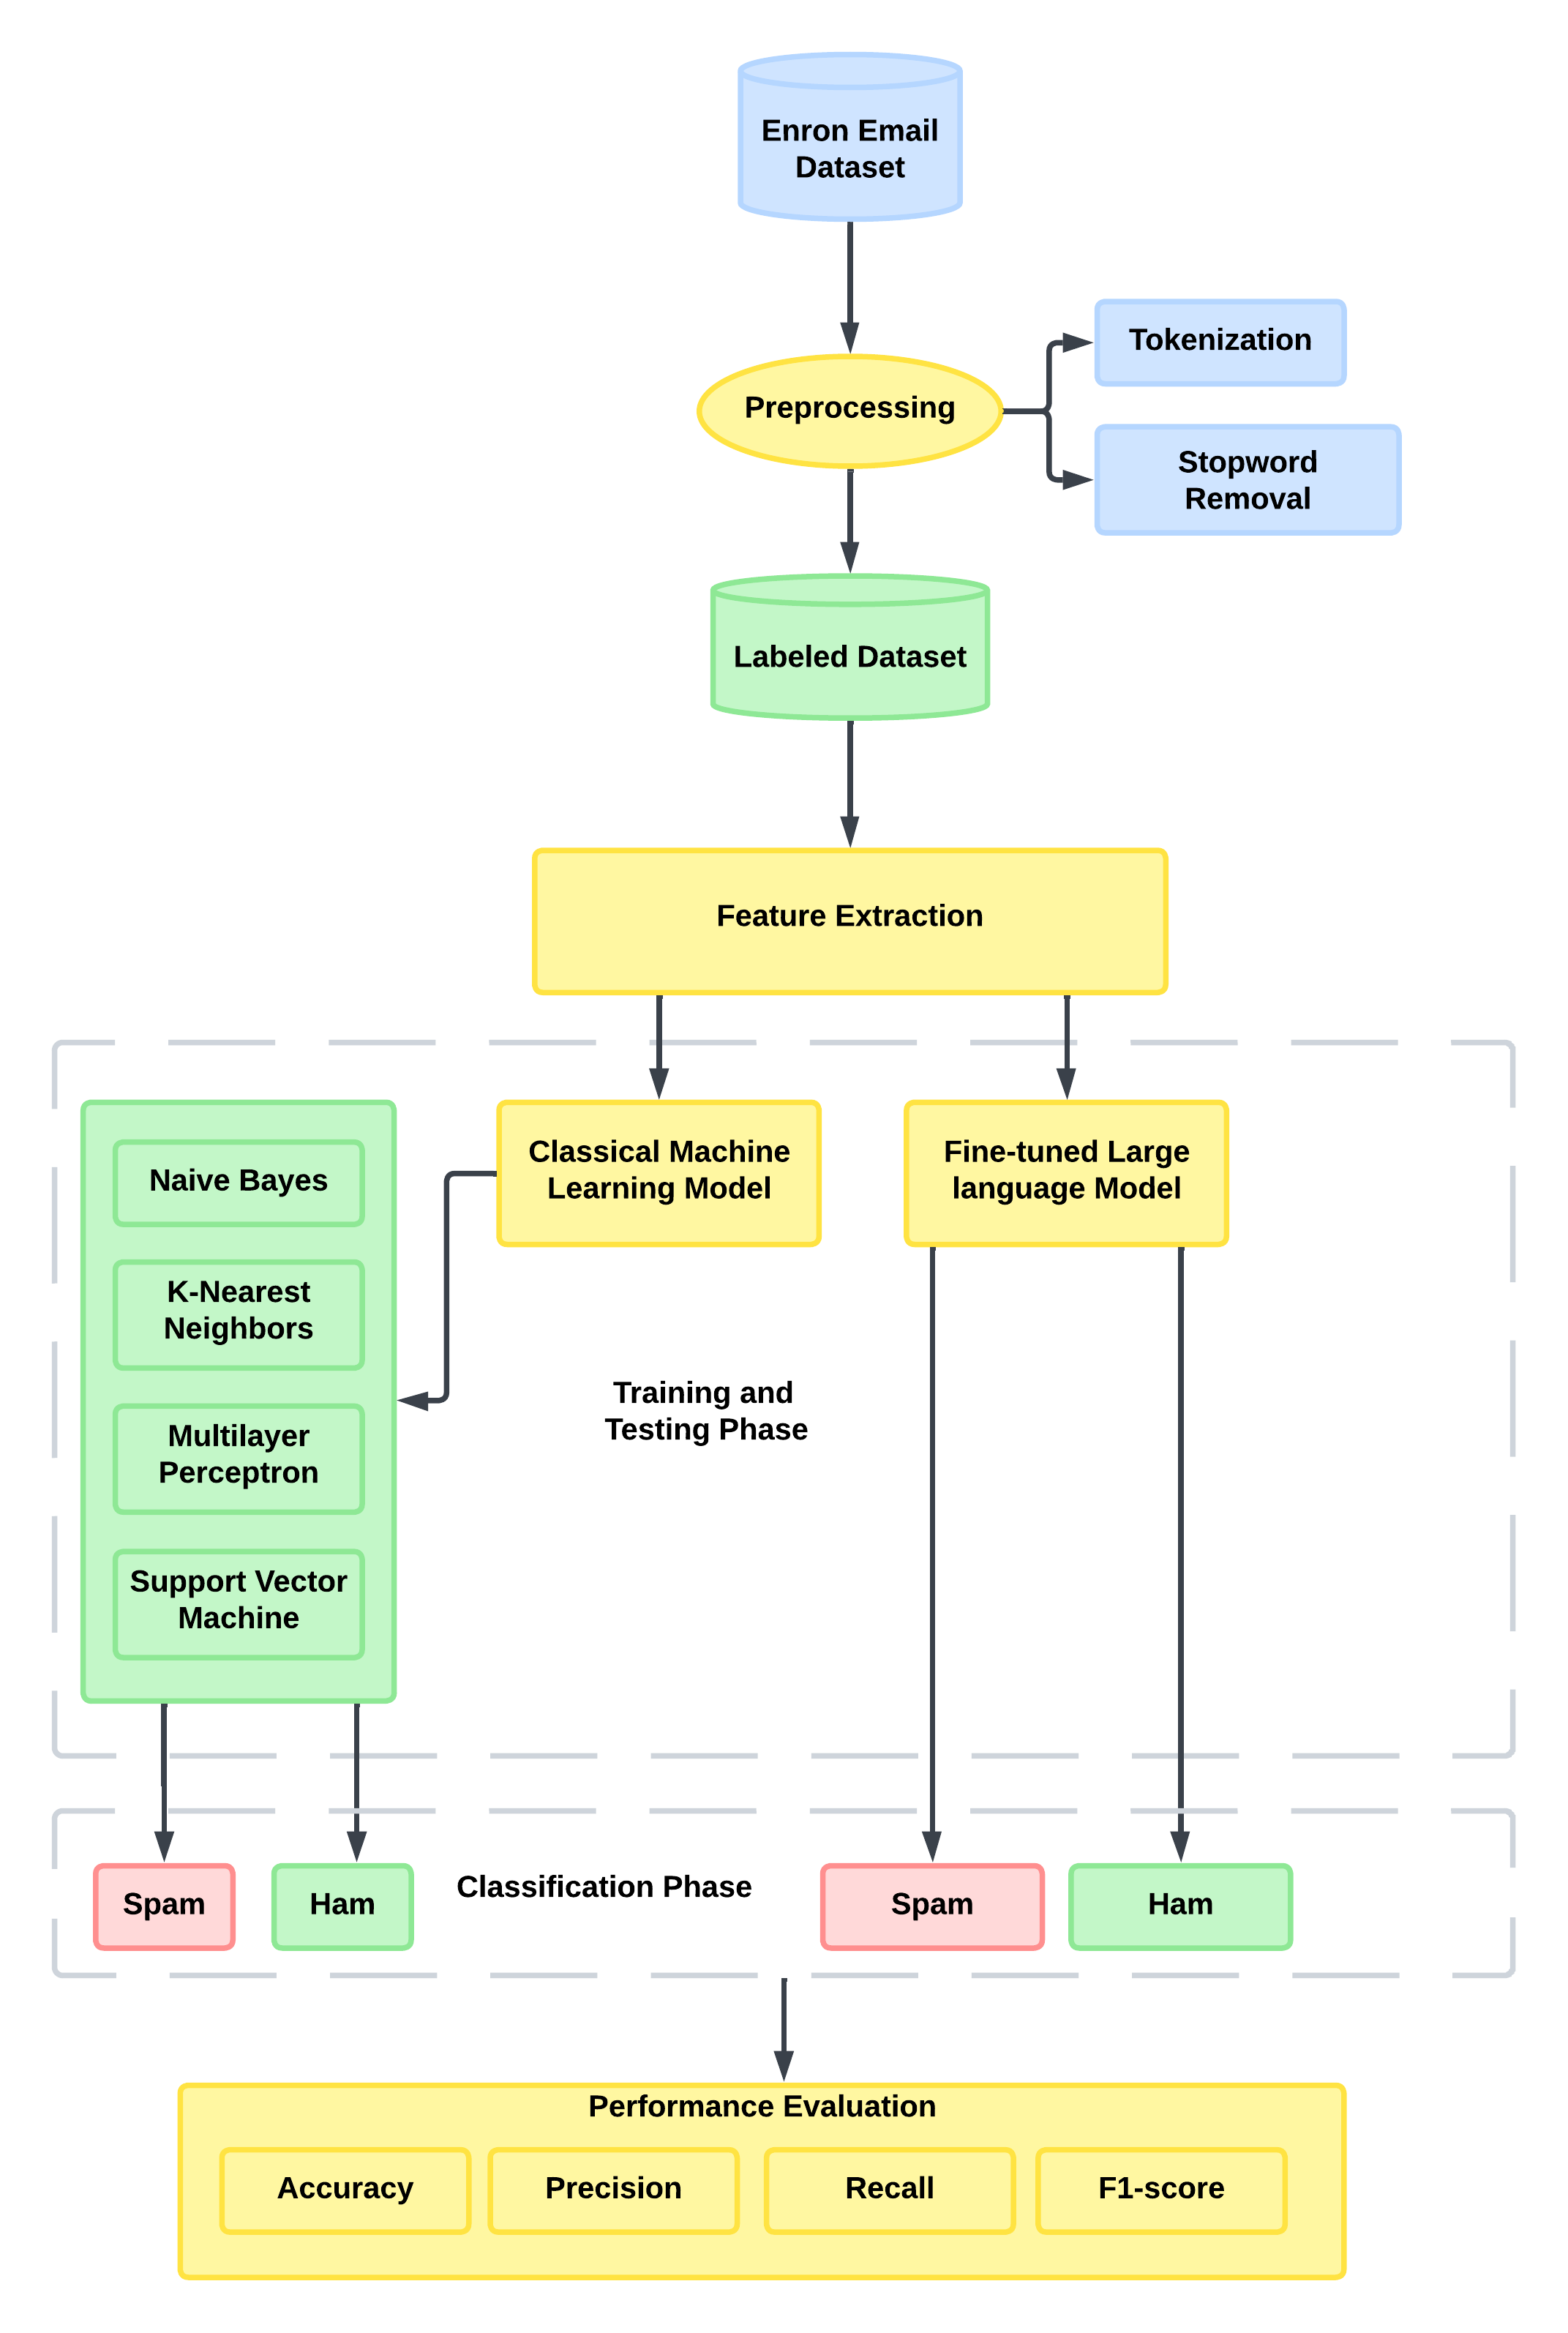 Enron Email
Dataset
Preprocessing
Tokenization
Stopword
Removal
Labeled Dataset
Feature Extraction
Classical Machine
Learning Model
Fine-tuned Large
language Model
Naive Bayes
K-Nearest
Neighbors
Multilayer
Perceptron
Support Vector
Machine
Training and
Testing Phase
Spam
Ham
Classification Phase
Spam
Ham
Performance Evaluation
Accuracy
Precision
Recall
F1-score